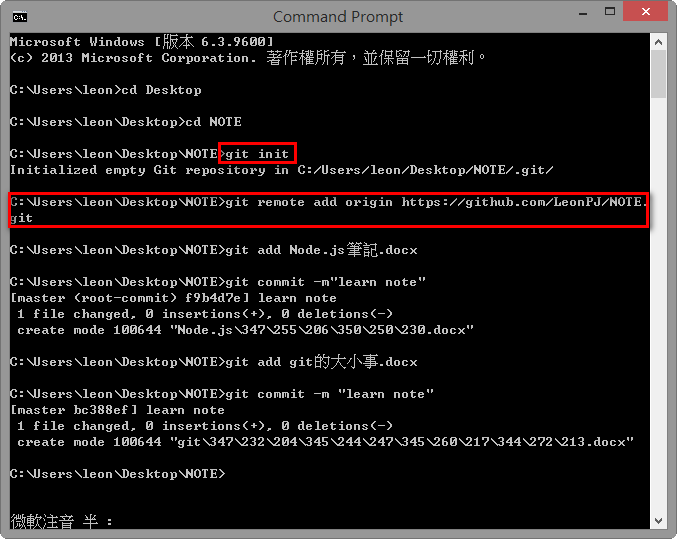 Command Prompt
Microsoft Windows [版本 6.3.9600]
(c) 2013 Microsoft Corporation. 著作權所有，並保留一切權利。
C:\Users\leon>cd Desktop
C:\Users\leon\Desktop>cd NOTE
C:\Users\leon\Desktop\NOTE>git init
Initialized empty Git repository in C:/Users/leon/Desktop/NOTE/.git/
C:\Users\leon\Desktop\NOTE>git remote add origin https://github.com/LeonPJ/NOTE.
git
C:\Users\leon\Desktop\NOTE>git add Node.js筆記.docx
C:\Users\leon\Desktop\NOTE>git commit -m"learn note"
[master (root-commit) f9b4d7e] learn note
1 file changed, 0 insertions(+), 0 deletions(-)
create mode 100644 "Node.js\347\255\206\350\250\230.docx"
C:\Users\leon\Desktop\NOTE>git add git的大小事.docx
C:\Users\leon\Desktop\NOTE>git commit -m "learn note"
[master bc388ef] learn note
1 file changed, 0 insertions(+), 0 deletions(-)
create mode 100644 "git\347\232\204\345\244\247\345\260\217\344\272\213.docx"
C:\Users\leon\Desktop\NOTE>
微軟注音 半 :